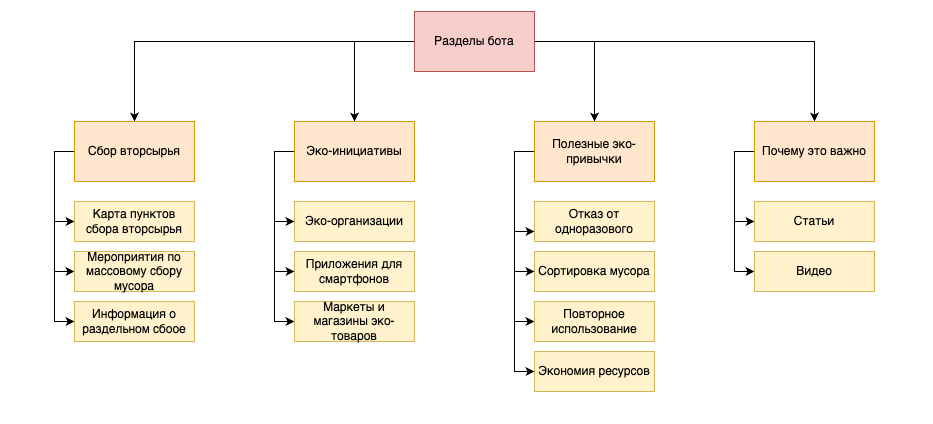 Разделы бота
Сбор вторсырья
Эко-инициативы
Полезные эко-
привычки
Почему это важно
Карта пунктов
сбора вторсырья
Мероприятия по
массовому сбору
мусора
Информация о
раздельном сбоое
Эко-организации
Приложения для
смартфонов
Маркеты и
магазины эко-
товаров
Отказ от
одноразового
Сортировка мусора
Повторное
использование
Экономия ресурсов
Статьи
Видео